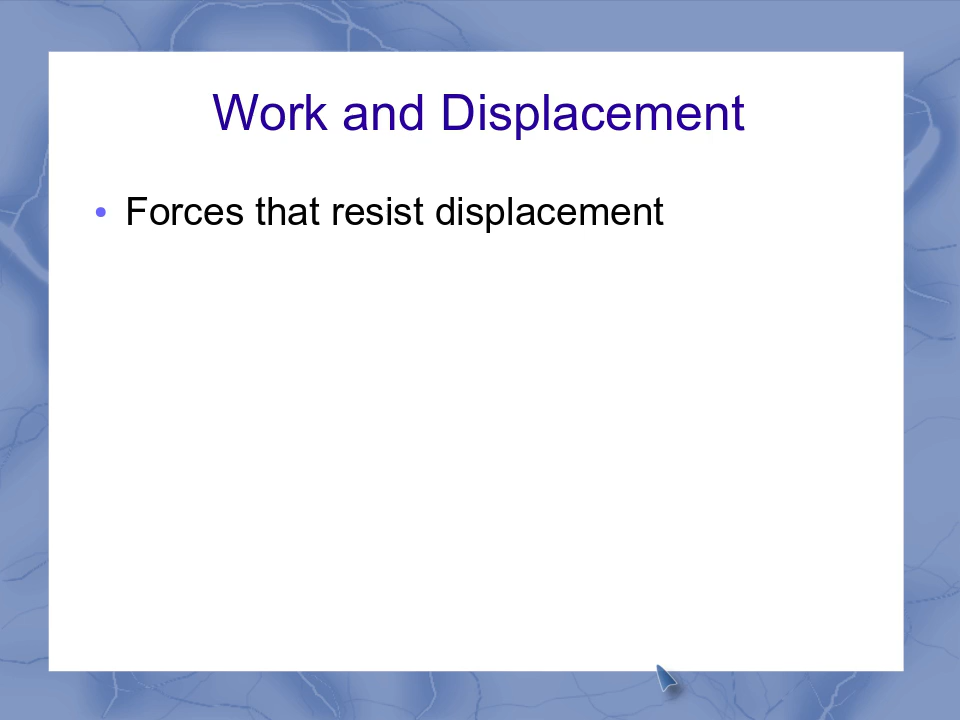 Work and Displacement
• Forces that resist displacement